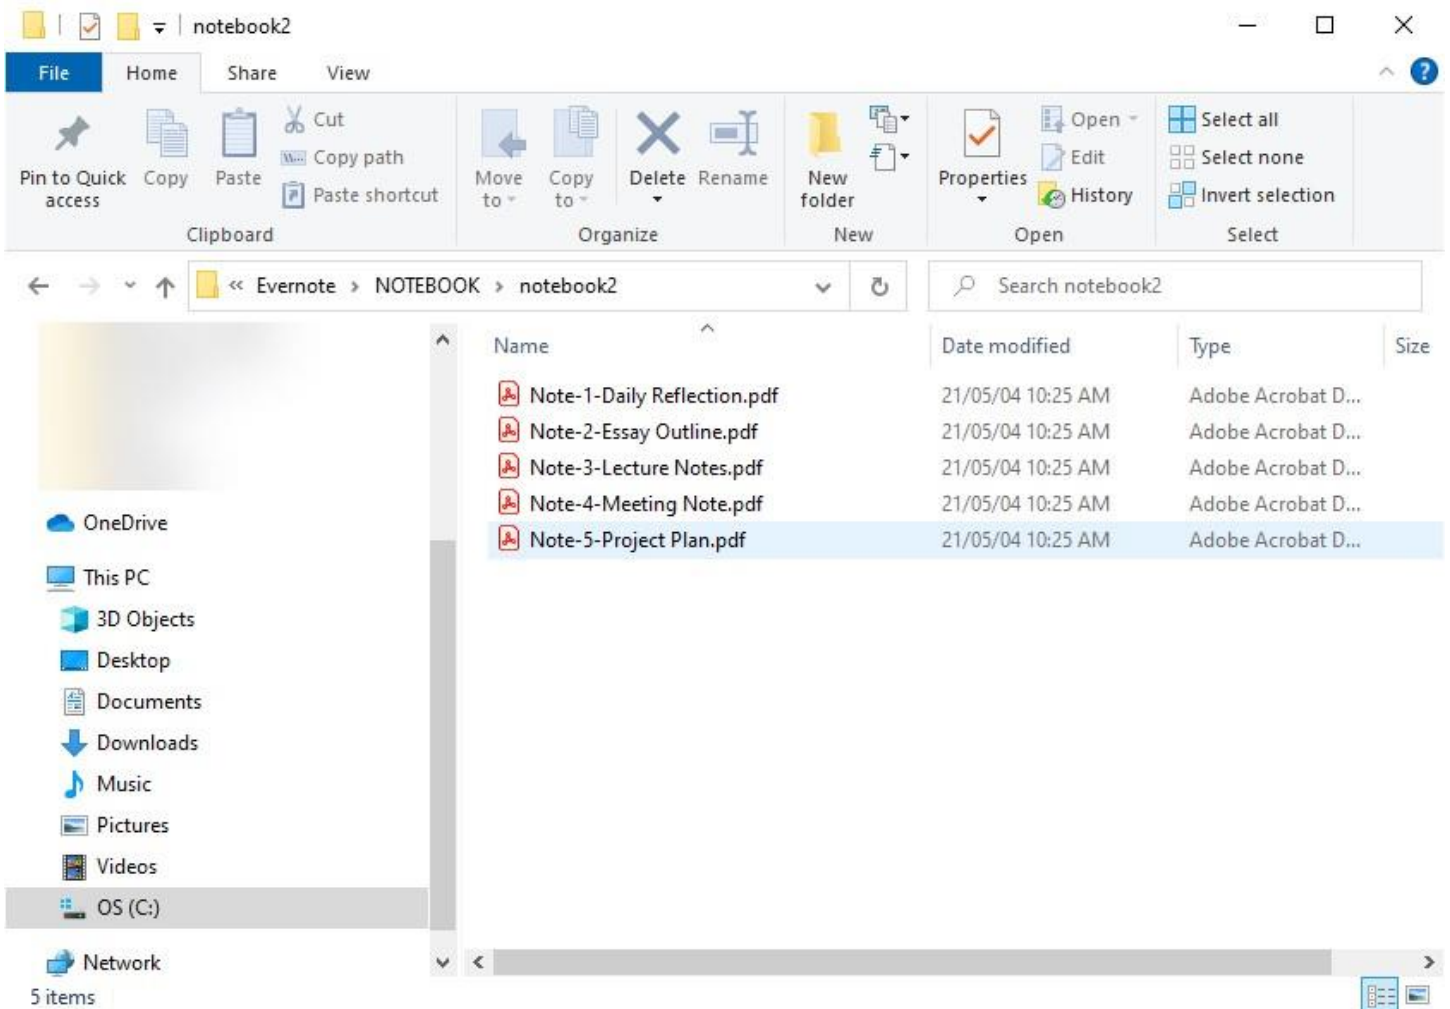 notebook2
File Home Share View
Pin to Quick access
Copy
Paste
Cut
Copy path
Paste shortcut
Clipboard
Move to
Copy to
Delete
Rename
Organize
New folder
New
Properties
Open
Edit
History
Open
Select all
Select none
Invert selection
Select
« Evernote › NOTEBOOK › notebook2
Search notebook2
Name Date modified Type Size
Note-1-Daily Reflection.pdf 21/05/04 10:25 AM Adobe Acrobat D...
Note-2-Essay Outline.pdf 21/05/04 10:25 AM Adobe Acrobat D...
Note-3-Lecture Notes.pdf 21/05/04 10:25 AM Adobe Acrobat D...
Note-4-Meeting Note.pdf 21/05/04 10:25 AM Adobe Acrobat D...
Note-5-Project Plan.pdf 21/05/04 10:25 AM Adobe Acrobat D...
OneDrive
This PC
3D Objects
Desktop
Documents
Downloads
Music
Pictures
Videos
OS (C:)
Network
5 items